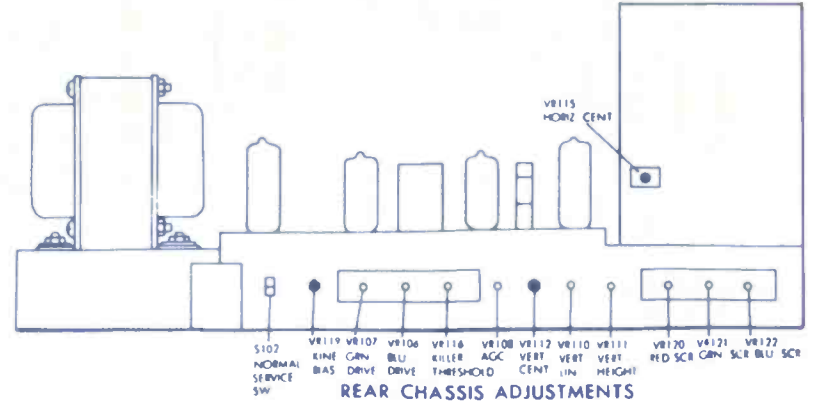 VR115
HORIZ CENT
S102
NORMAL
SERVICE
SW
VR119
KINE
BIAS
VR107
GRN
DRIVE
VR106
BLU
DRIVE
VR116
KILLER
THRESHOLD
VR108
AGC
VR112
VERT
CENT
VR110
VERT
LIN
VR111
VERT
HEIGHT
VR120
RED SCR
V4121
GRN SCR
VR122
BLU SCR
REAR CHASSIS ADJUSTMENTS